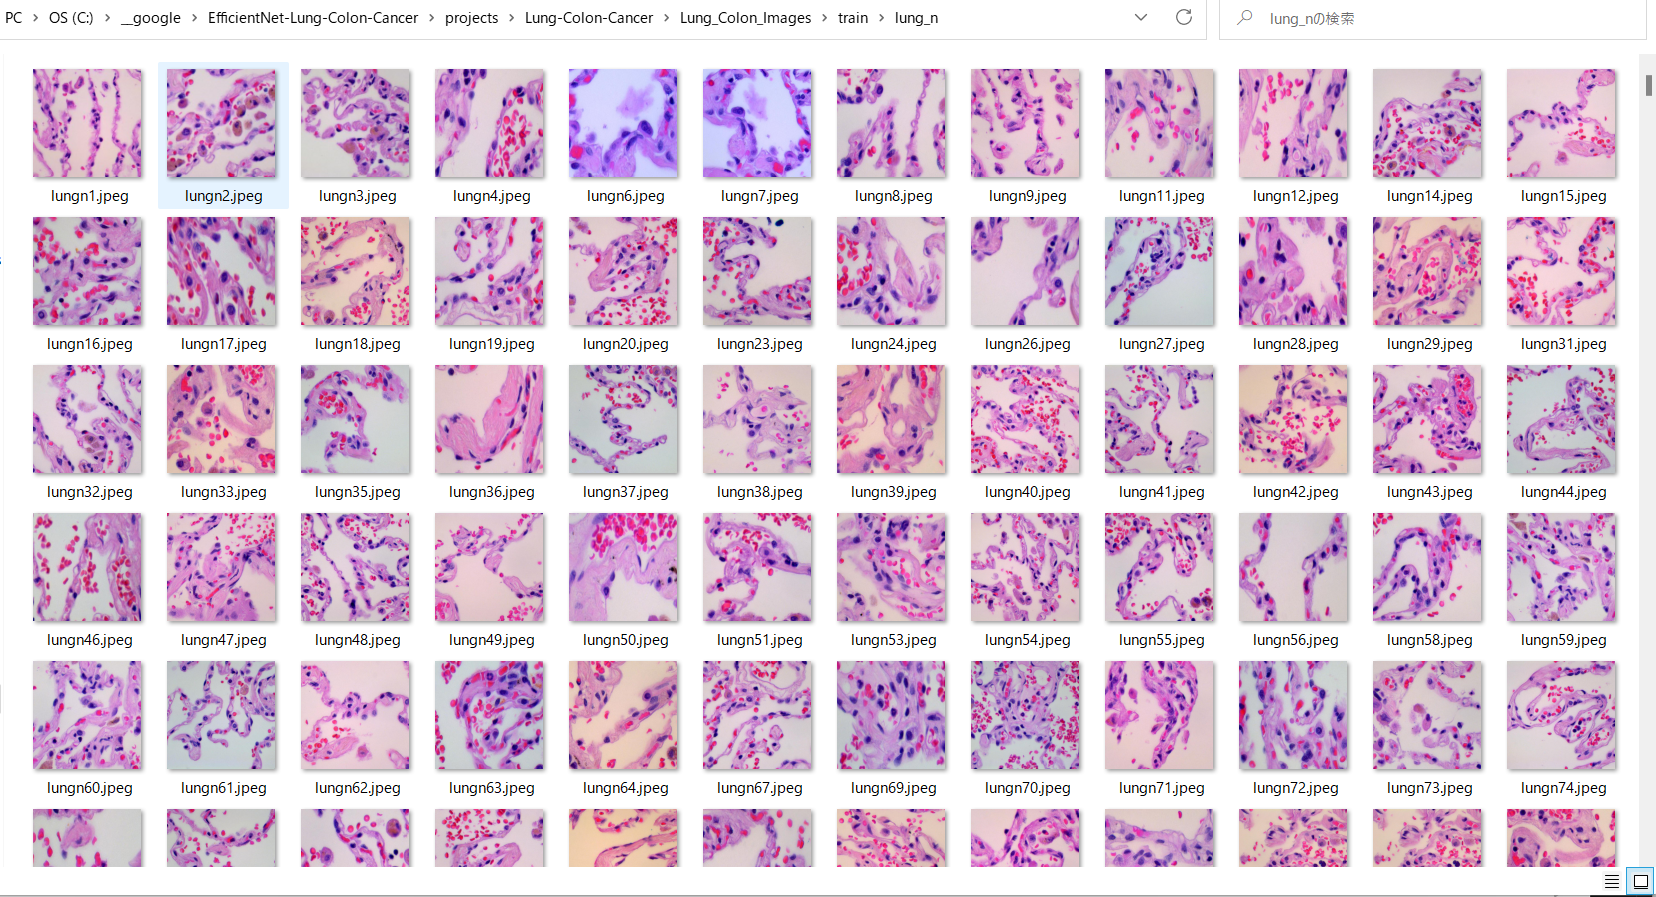 PC > OS (C:) > __google > EfficientNet-Lung-Colon-Cancer > projects > Lung-Colon-Cancer > Lung_Colon_Images > train > lung_n
lung_nの検索
lungn1.jpeg lungn2.jpeg lungn3.jpeg lungn4.jpeg lungn6.jpeg lungn7.jpeg lungn8.jpeg lungn9.jpeg lungn11.jpeg lungn12.jpeg lungn14.jpeg lungn15.jpeg
lungn16.jpeg lungn17.jpeg lungn18.jpeg lungn19.jpeg lungn20.jpeg lungn23.jpeg lungn24.jpeg lungn26.jpeg lungn27.jpeg lungn28.jpeg lungn29.jpeg lungn31.jpeg
lungn32.jpeg lungn33.jpeg lungn35.jpeg lungn36.jpeg lungn37.jpeg lungn38.jpeg lungn39.jpeg lungn40.jpeg lungn41.jpeg lungn42.jpeg lungn43.jpeg lungn44.jpeg
lungn46.jpeg lungn47.jpeg lungn48.jpeg lungn49.jpeg lungn50.jpeg lungn51.jpeg lungn53.jpeg lungn54.jpeg lungn55.jpeg lungn56.jpeg lungn58.jpeg lungn59.jpeg
lungn60.jpeg lungn61.jpeg lungn62.jpeg lungn63.jpeg lungn64.jpeg lungn67.jpeg lungn69.jpeg lungn70.jpeg lungn71.jpeg lungn72.jpeg lungn73.jpeg lungn74.jpeg